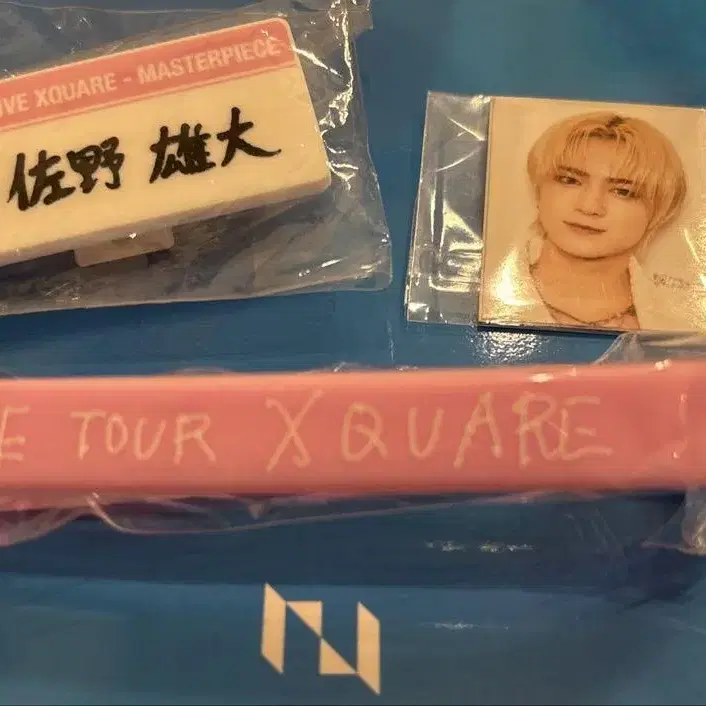 IVE XQUARE - MASTERPIECE
佐野 雄大
E TOUR XQUARE